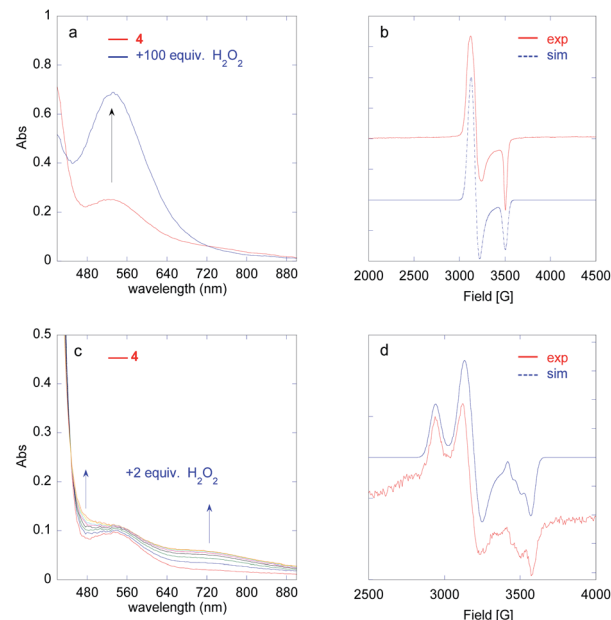 a
4
+100 equiv. H2O2
1
0.8
0.6
0.4
0.2
0
Abs
480 560 640 720 800 880
wavelength (nm)
b
exp
sim
2000 2500 3000 3500 4000 4500
Field [G]
c
4
+2 equiv. H2O2
0.5
0.4
0.3
0.2
0.1
0
Abs
480 560 640 720 800 880
wavelength (nm)
d
exp
sim
2500 3000 3500 4000
Field [G]